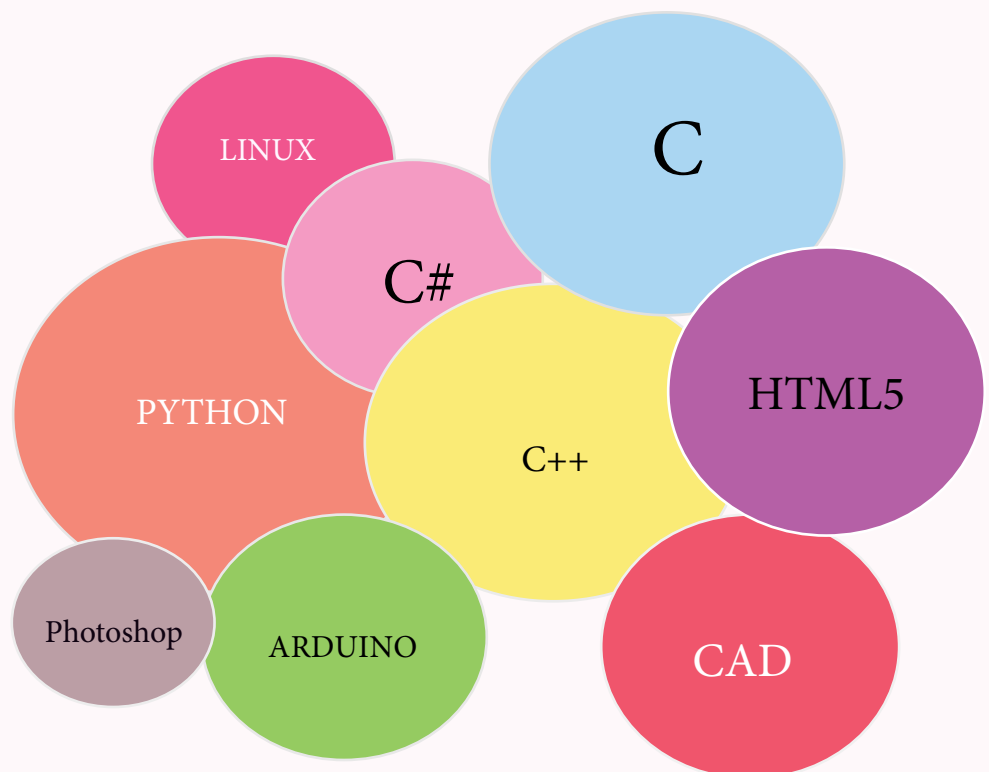 LINUX
C
C#
HTML5
PYTHON
C++
Photoshop
ARDUINO
CAD